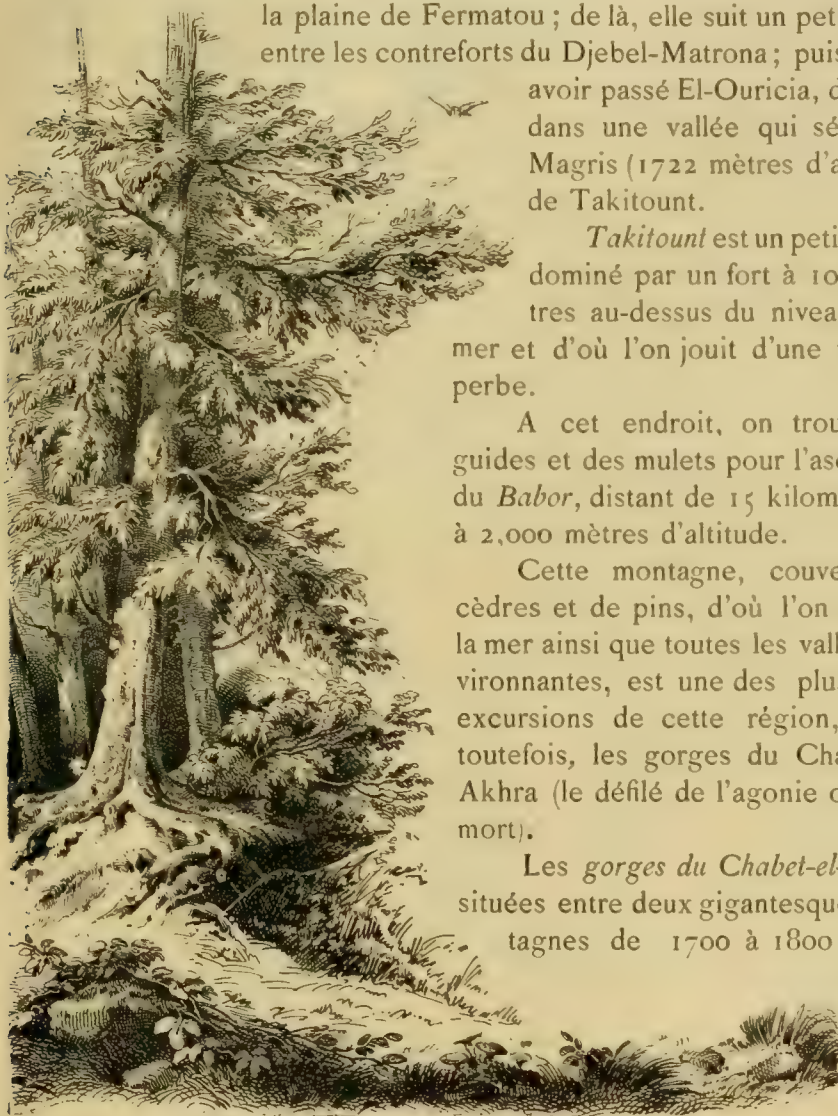 la plaine de Fermatou ; de là, elle suit un pet
entre les contreforts du Djebel-Matrona ; puis
avoir passé El-Ouricia,
dans une vallée qui sé
Magris (1722 mètres d'a
de Takitount.
Takitount est un peti
dominé par un fort à 10
tres au-dessus du nivea
mer et d'où l'on jouit d'une
perbe.
A cet endroit, on trou
guides et des mulets pour l'as
du Babor, distant de 15 kilom
à 2,000 mètres d'altitude.
Cette montagne, couve
cèdres et de pins, d'où l'on
la mer ainsi que toutes les vall
vironnantes, est une des plu
excursions de cette région,
toutefois, les gorges du Cha
Akhra (le défilé de l'agonie
mort).
Les gorges du Chabet-el-
situées entre deux gigantesqu
tagnes de 1700 à 1800